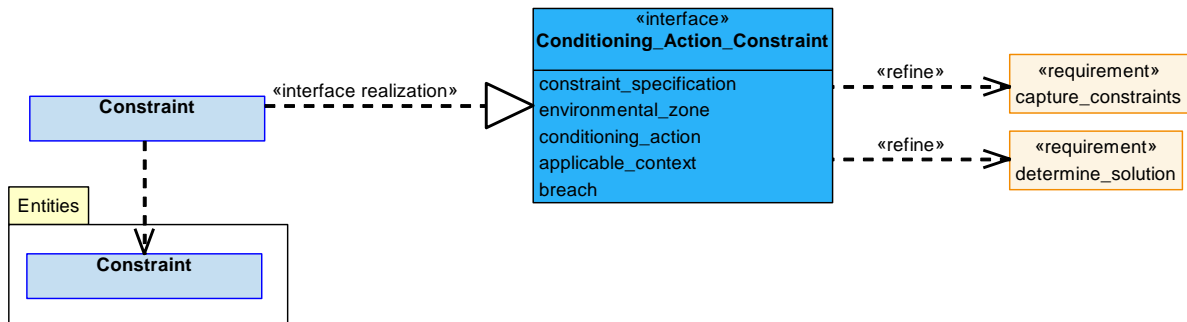 «interface»
Conditioning_Action_Constraint
constraint_specification
environmental_zone
conditioning_action
applicable_context
breach
«interface realization»
Constraint
Entities
Constraint
«refine»
«requirement»
capture_constraints
«refine»
«requirement»
determine_solution